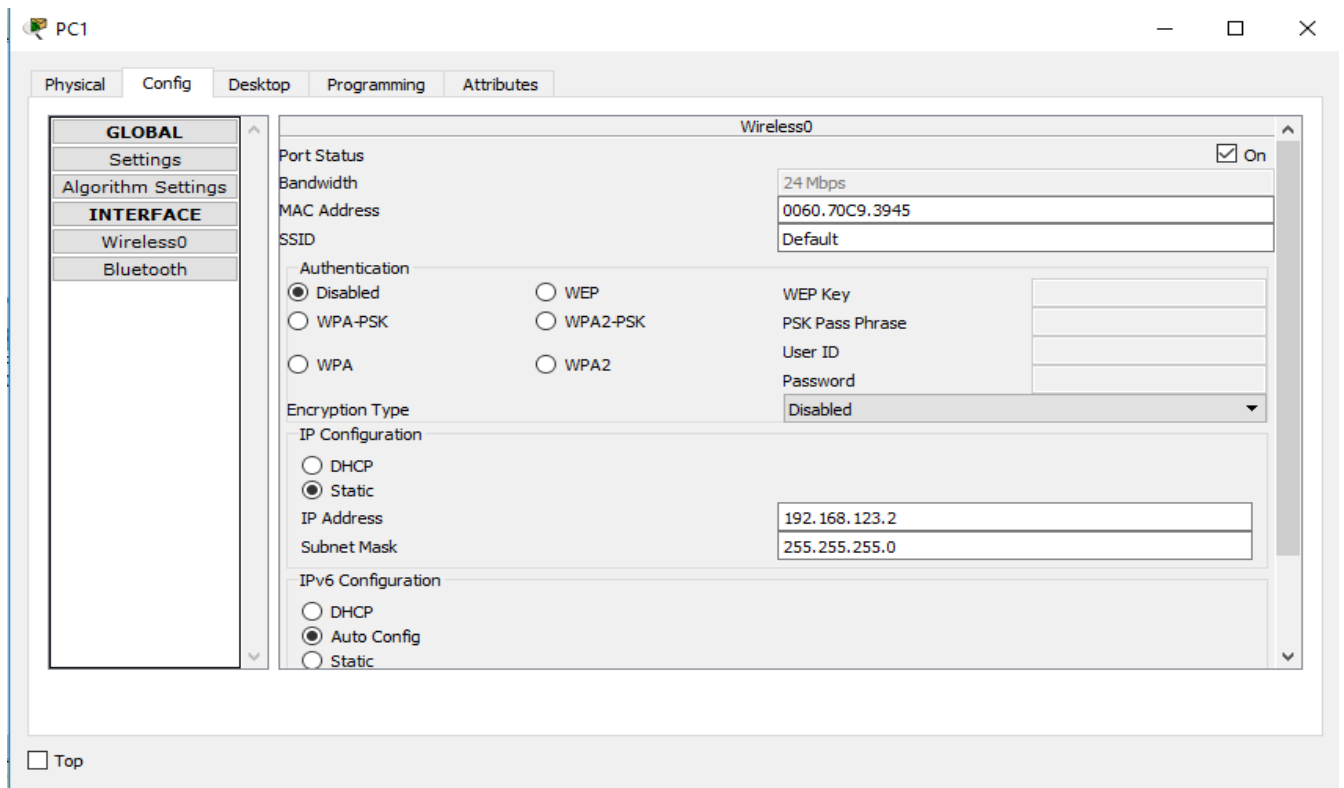 PC1
Physical Config Desktop Programming Attributes
GLOBAL
Settings
Algorithm Settings
INTERFACE
Wireless0
Bluetooth
Wireless0
Port Status On
Bandwidth 24 Mbps
MAC Address 0060.70C9.3945
SSID Default
Authentication
Disabled WEP WEP Key
WPA-PSK WPA2-PSK PSK Pass Phrase
User ID
WPA WPA2
Password
Encryption Type Disabled
IP Configuration
DHCP
Static
IP Address 192.168.123.2
Subnet Mask 255.255.255.0
IPv6 Configuration
DHCP
Auto Config
Static
Top